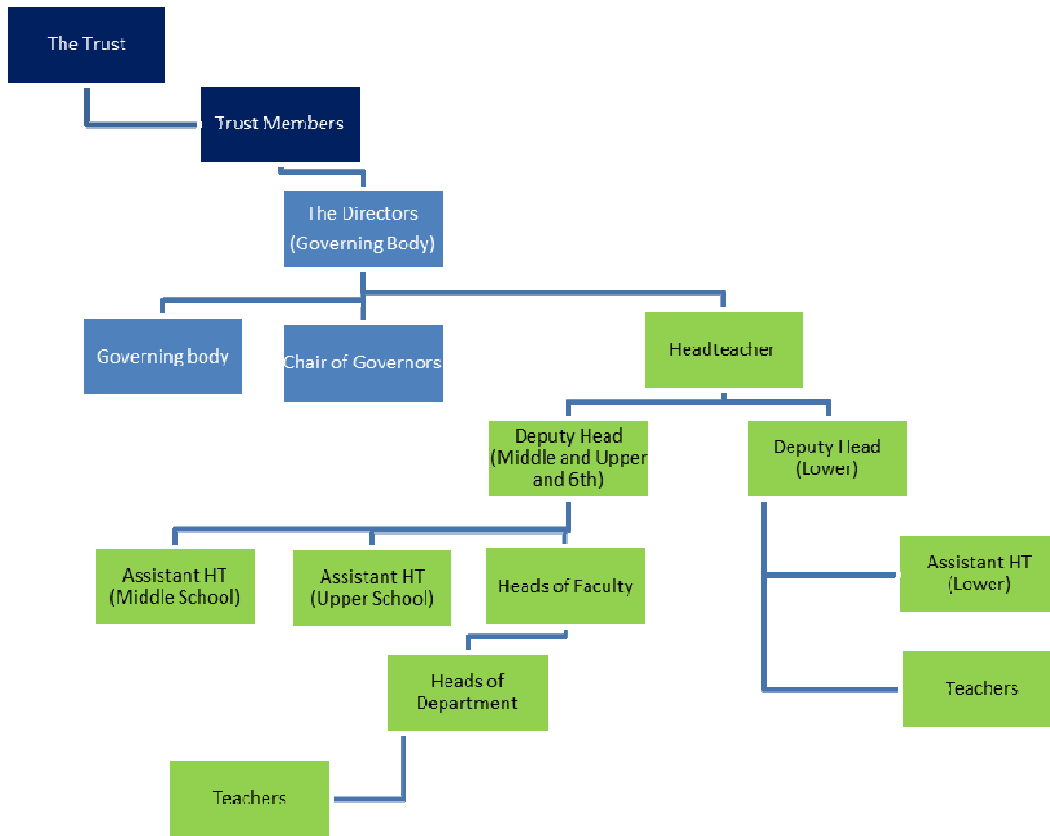 The Trust
Trust Members
The Directors
(Governing Body)
Governing body
Chair of Governors
Headteacher
Deputy Head
(Middle and Upper
and 6th)
Deputy Head
(Lower)
Assistant HT
(Middle School)
Assistant HT
(Upper School)
Heads of Faculty
Assistant HT
(Lower)
Heads of
Department
Teachers
Teachers